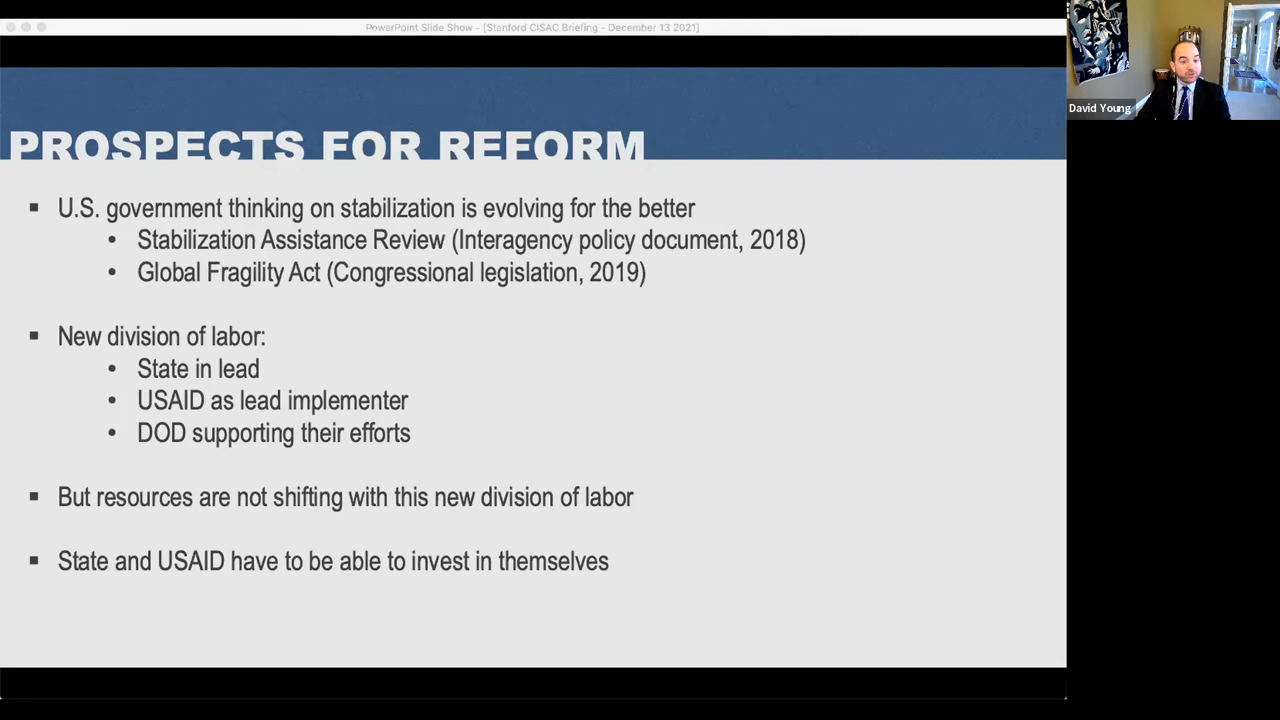 PowerPoint Slide Show - [Stanford CISAC Briefing - December 13 2021]
David Young
PROSPECTS FOR REFORM
▪ U.S. government thinking on stabilization is evolving for the better
• Stabilization Assistance Review (Interagency policy document, 2018)
• Global Fragility Act (Congressional legislation, 2019)
▪ New division of labor:
• State in lead
• USAID as lead implementer
• DOD supporting their efforts
▪ But resources are not shifting with this new division of labor
▪ State and USAID have to be able to invest in themselves